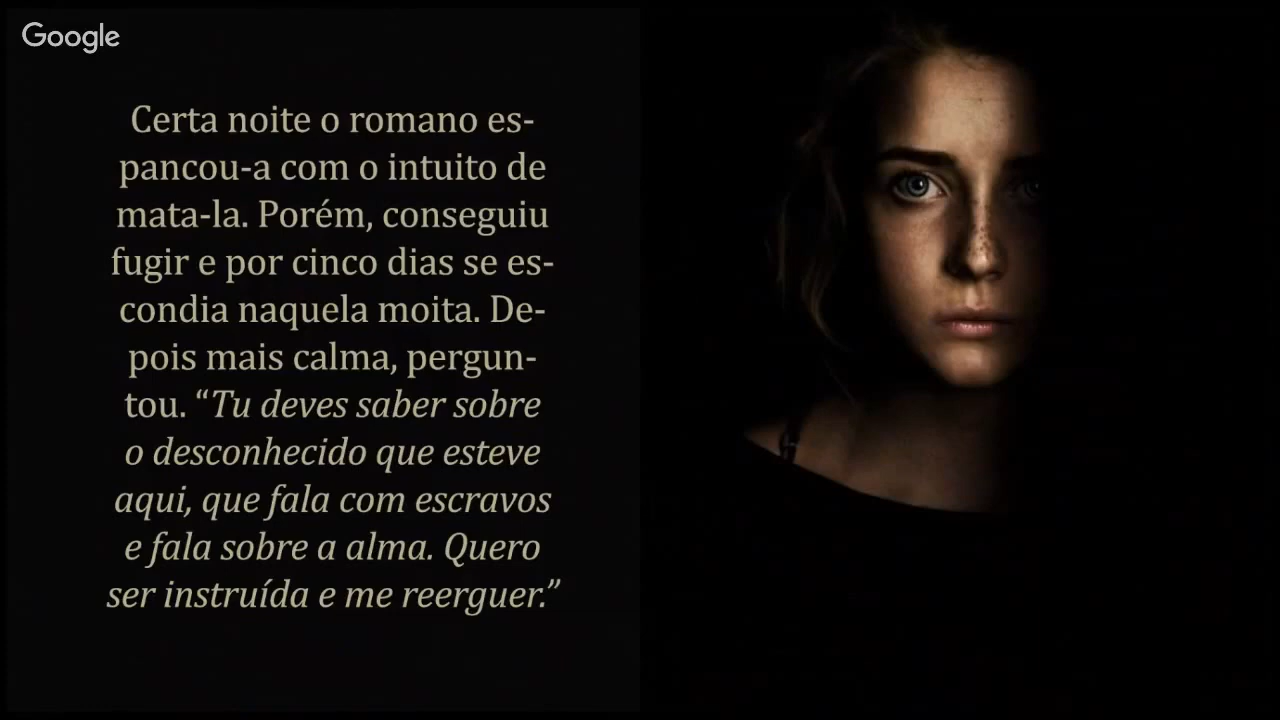 Google
Certa noite o romano es-
pancou-a com o intuito de
mata-la. Porém, conseguiu
fugir e por cinco dias se es-
condia naquela moita. De-
pois mais calma, pergun-
tou. “Tu deves saber sobre
o desconhecido que esteve
aqui, que fala com escravos
e fala sobre a alma. Quero
ser instruída e me reerguer.”